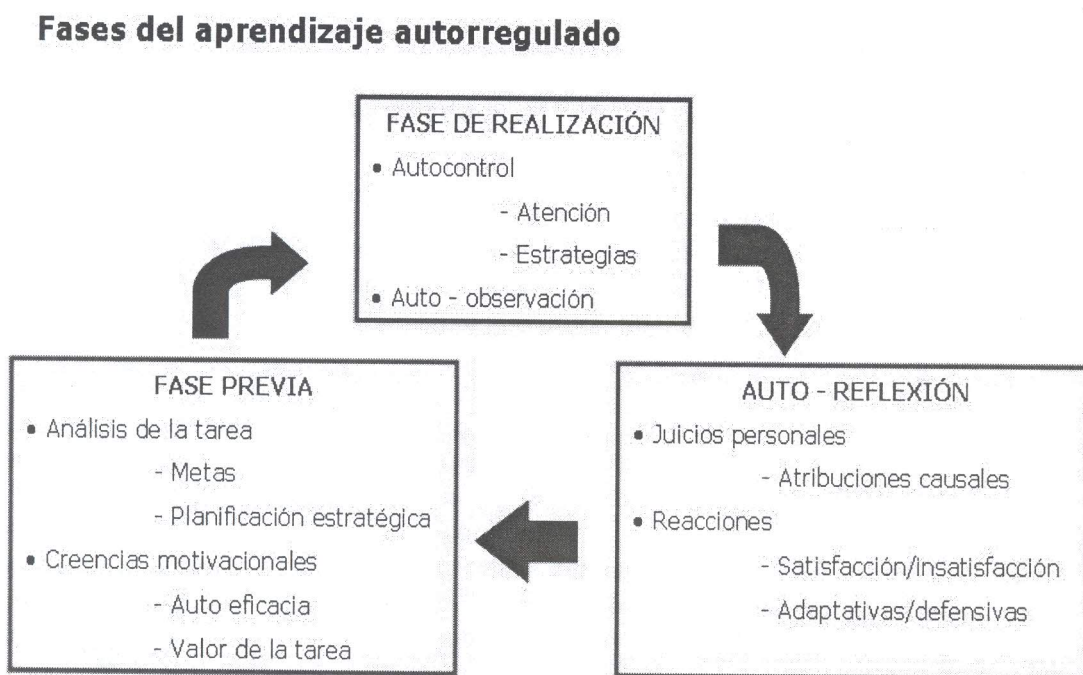 Fases del aprendizaje autorregulado
FASE DE REALIZACIÓN
• Autocontrol
- Atención
- Estrategias
• Auto - observación
FASE PREVIA
• Análisis de la tarea
- Metas
- Planificación estratégica
• Creencias motivacionales
- Auto eficacia
- Valor de la tarea
AUTO - REFLEXIÓN
• Juicios personales
- Atribuciones causales
• Reacciones
- Satisfacción/insatisfacción
- Adaptativas/defensivas